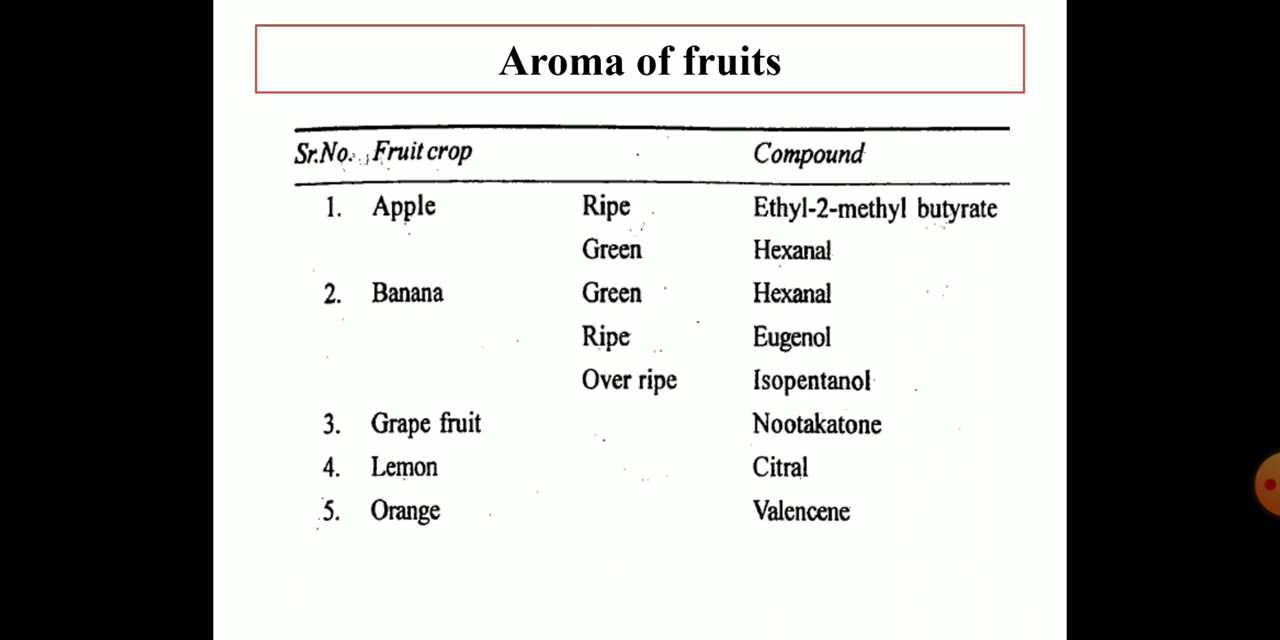 Aroma of fruits
Sr.No. Fruit crop Compound
1. Apple Ripe Ethyl-2-methyl butyrate
Green Hexanal
2. Banana Green Hexanal
Ripe Eugenol
Over ripe Isopentanol
3. Grape fruit Nootakatone
4. Lemon Citral
5. Orange Valencene